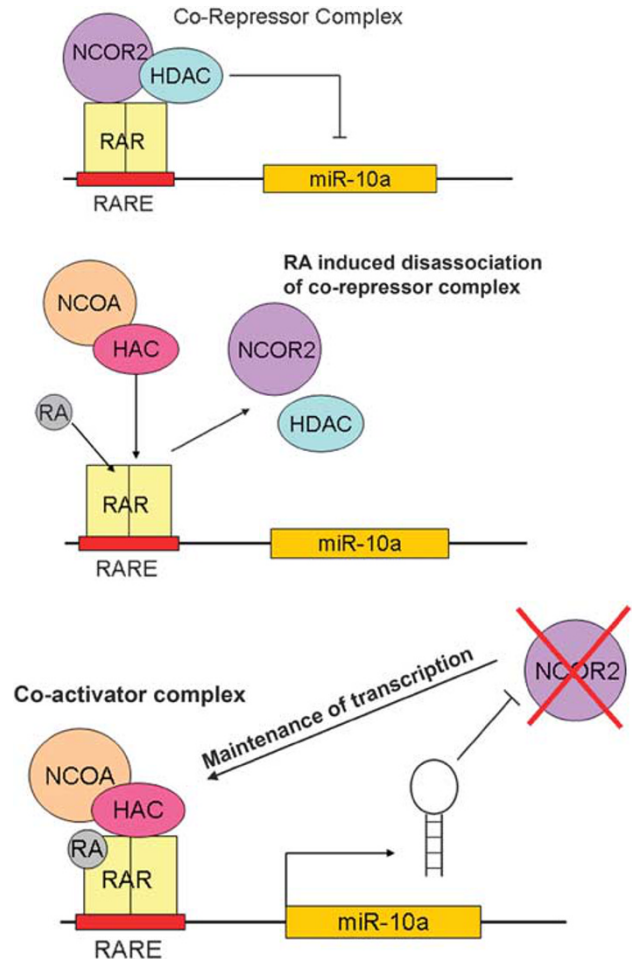 Co-Repressor Complex
NCOR2
HDAC
RAR
miR-10a
RARE
RA induced disassociation
of co-repressor complex
NCOA
HAC
NCOR2
RA
HDAC
RAR
miR-10a
RARE
NCOR2
Maintenance of transcription
Co-activator complex
NCOA
HAC
RA
RAR
miR-10a
RARE